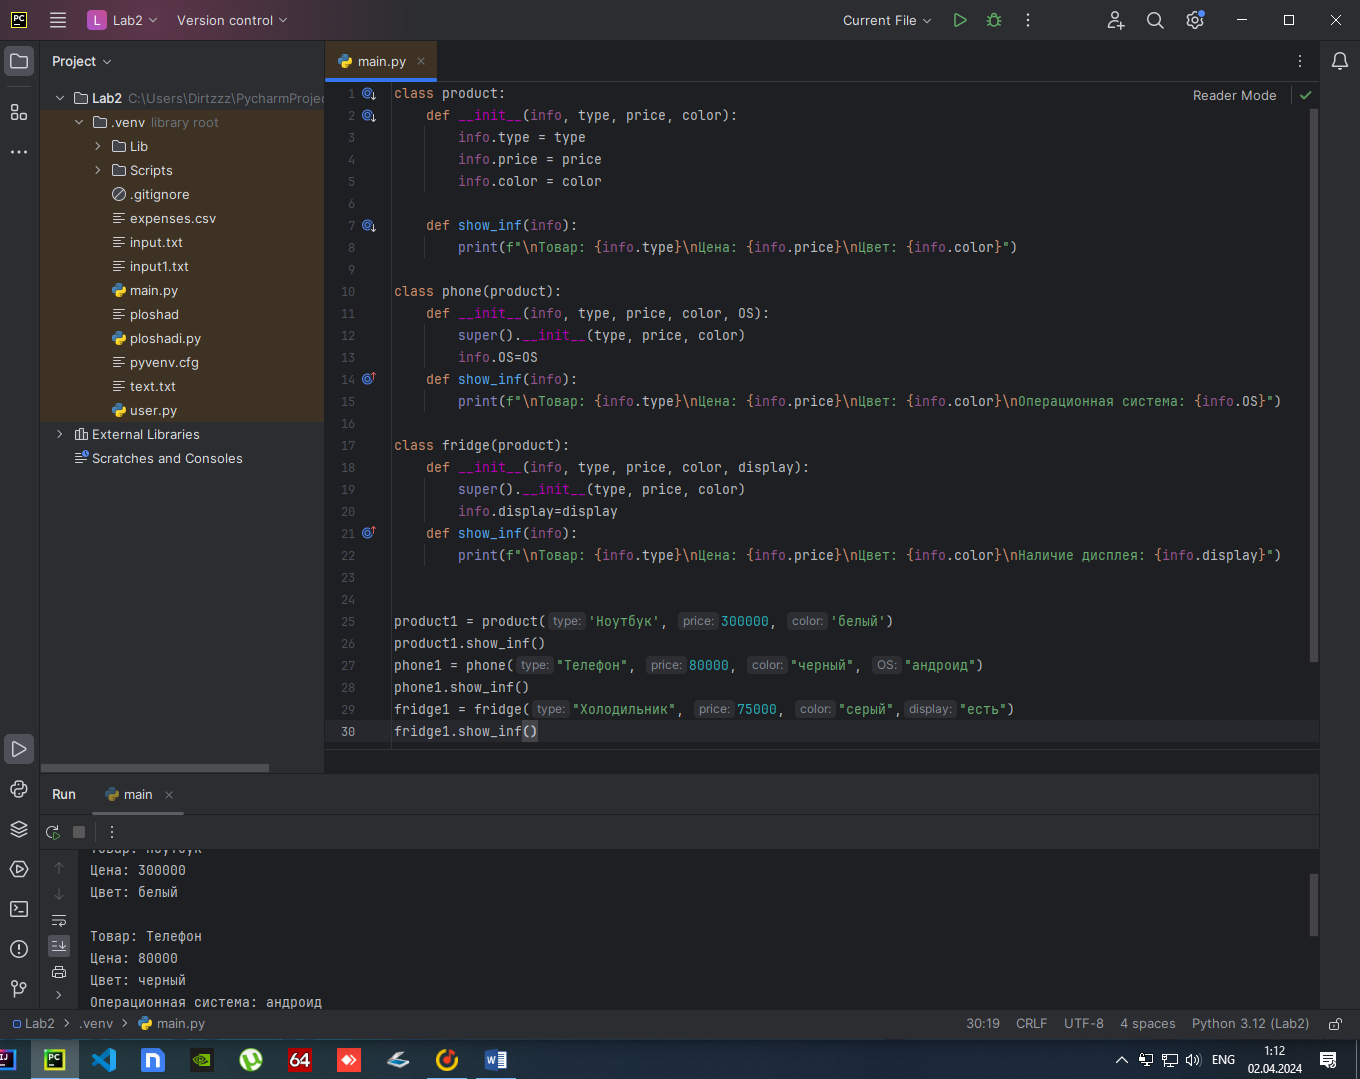 PC
L
Lab2
Version control
Current File
Project
main.py
Lab2 C:\Users\Dirtzzz\PycharmProjec
.venv library root
Lib
Scripts
.gitignore
expenses.csv
input.txt
input1.txt
main.py
ploshad
ploshadi.py
pyvenv.cfg
text.txt
user.py
External Libraries
Scratches and Consoles
Reader Mode
1 class product:
2 def __init__(info, type, price, color):
3 info.type = type
4 info.price = price
5 info.color = color
6
7 def show_inf(info):
8 print(f"\nТовар: {info.type}\nЦена: {info.price}\nЦвет: {info.color}")
9
10 class phone(product):
11 def __init__(info, type, price, color, OS):
12 super().__init__(type, price, color)
13 info.OS=OS
14 def show_inf(info):
15 print(f"\nТовар: {info.type}\nЦена: {info.price}\nЦвет: {info.color}\nОперационная система: {info.OS}")
16
17 class fridge(product):
18 def __init__(info, type, price, color, display):
19 super().__init__(type, price, color)
20 info.display=display
21 def show_inf(info):
22 print(f"\nТовар: {info.type}\nЦена: {info.price}\nЦвет: {info.color}\nНаличие дисплея: {info.display}")
23
24
25 product1 = product( type: 'Ноутбук', price: 300000, color: 'белый')
26 product1.show_inf()
27 phone1 = phone( type: "Телефон", price: 80000, color: "черный", OS: "андроид")
28 phone1.show_inf()
29 fridge1 = fridge( type: "Холодильник", price: 75000, color: "серый", display: "есть")
30 fridge1.show_inf()
Run
main
Товар: Ноутбук
Цена: 300000
Цвет: белый
Товар: Телефон
Цена: 80000
Цвет: черный
Операционная система: андроид
Lab2 > .venv > main.py
30:19
CRLF
UTF-8
4 spaces
Python 3.12 (Lab2)
IJ
PC
64
ENG
1:12
02.04.2024